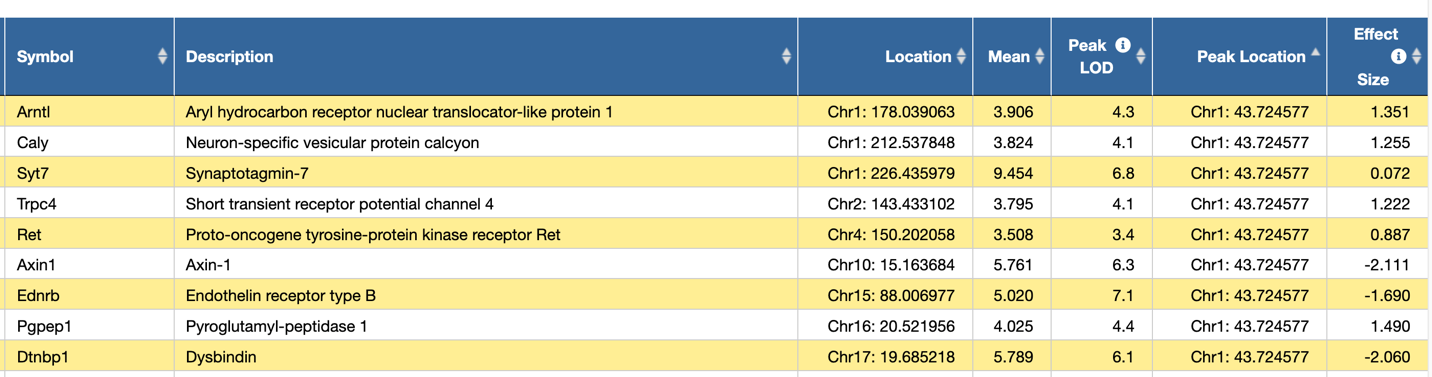 Symbol Description Location Mean Peak LOD Peak Location Effect Size
Arntl Aryl hydrocarbon receptor nuclear translocator-like protein 1 Chr1: 178.039063 3.906 4.3 Chr1: 43.724577 1.351
Caly Neuron-specific vesicular protein calcyon Chr1: 212.537848 3.824 4.1 Chr1: 43.724577 1.255
Syt7 Synaptotagmin-7 Chr1: 226.435979 9.454 6.8 Chr1: 43.724577 0.072
Trpc4 Short transient receptor potential channel 4 Chr2: 143.433102 3.795 4.1 Chr1: 43.724577 1.222
Ret Proto-oncogene tyrosine-protein kinase receptor Ret Chr4: 150.202058 3.508 3.4 Chr1: 43.724577 0.887
Axin1 Axin-1 Chr10: 15.163684 5.761 6.3 Chr1: 43.724577 -2.111
Ednrb Endothelin receptor type B Chr15: 88.006977 5.020 7.1 Chr1: 43.724577 -1.690
Pgpep1 Pyroglutamyl-peptidase 1 Chr16: 20.521956 4.025 4.4 Chr1: 43.724577 1.490
Dtnbp1 Dysbindin Chr17: 19.685218 5.789 6.1 Chr1: 43.724577 -2.060